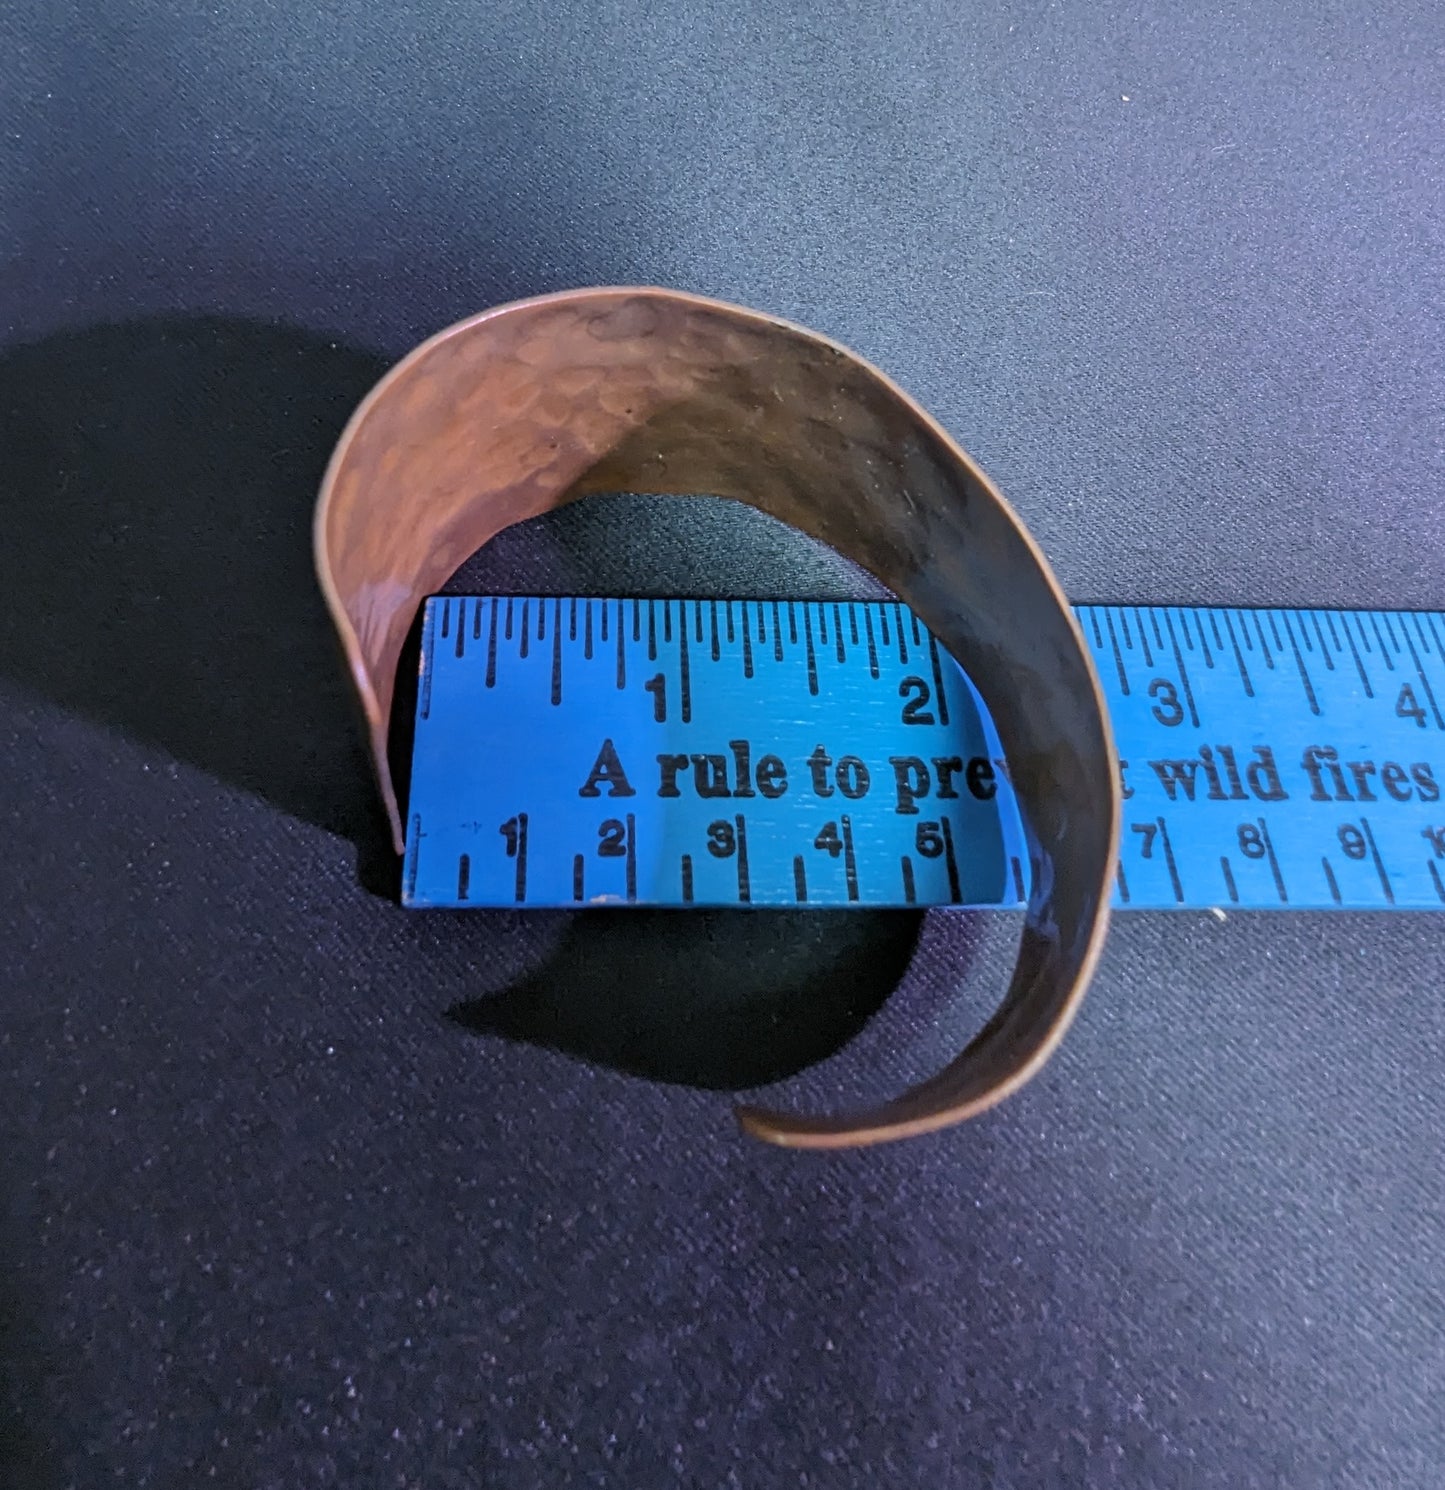 1 2 3 4
A rule to pre t wild fires
1 2 3 4 5 7 8 9